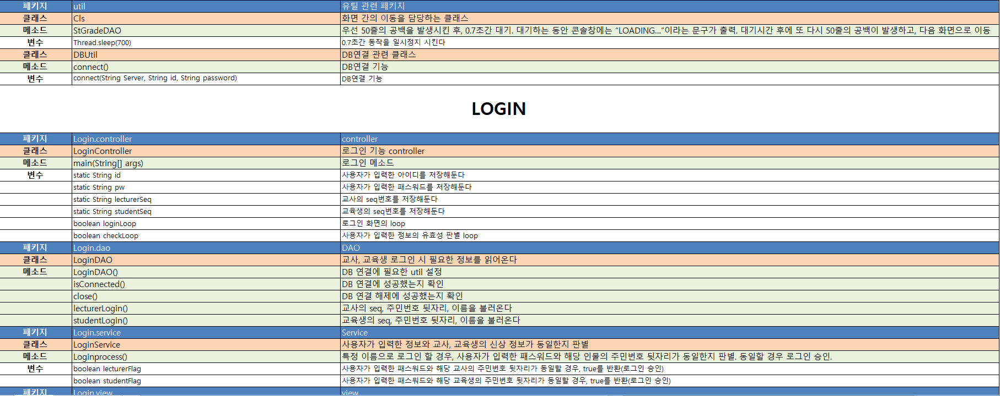 패키지 util 유틸 관련 패키지
클래스 Cls 화면 간의 이동을 담당하는 클래스
메소드 StGradeDAO 우선 50줄의 공백을 발생시킨 후, 0.7초간 대기. 대기하는 동안 콘솔창에는 “LOADING...”이라는 문구가 출력. 대기시간 후에 또 다시 50줄의 공백이 발생하고, 다음 화면으로 이동
변수 Thread.sleep(700) 0.7초간 동작을 일시정지 시킨다
클래스 DBUtil DB연결 관련 클래스
메소드 connect() DB연결 기능
변수 connect(String Server, String id, String password) DB연결 기능
LOGIN
패키지 Login.controller controller
클래스 LoginController 로그인 기능 controller
메소드 main(String[] args) 로그인 메소드
변수 static String id 사용자가 입력한 아이디를 저장해둔다
static String pw 사용자가 입력한 패스워드를 저장해둔다
static String lecturerSeq 교사의 seq번호를 저장해둔다
static String studentSeq 교육생의 seq번호를 저장해둔다
boolean loginLoop 로그인 화면의 loop
boolean checkLoop 사용자가 입력한 정보의 유효성 판별 loop
패키지 Login.dao DAO
클래스 LoginDAO 교사, 교육생 로그인 시 필요한 정보를 읽어온다
메소드 LoginDAO() DB 연결에 필요한 util 설정
isConnected() DB 연결에 성공했는지 확인
close() DB 연결 해제에 성공했는지 확인
lecturerLogin() 교사의 seq, 주민번호 뒷자리, 이름을 불러온다
studentLogin() 교육생의 seq, 주민번호 뒷자리, 이름을 불러온다
패키지 Login.service Service
클래스 LoginService 사용자가 입력한 정보와 교사, 교육생의 신상 정보가 동일한지 판별
메소드 Loginprocess() 특정 이름으로 로그인 할 경우, 사용자가 입력한 패스워드와 해당 인물의 주민번호 뒷자리가 동일한지 판별. 동일할 경우 로그인 승인.
변수 boolean lecturerFlag 사용자가 입력한 패스워드와 해당 교사의 주민번호 뒷자리가 동일할 경우, true를 반환(로그인 승인)
boolean studentFlag 사용자가 입력한 패스워드와 해당 교육생의 주민번호 뒷자리가 동일할 경우, true를 반환(로그인 승인)
패키지 Login.view view